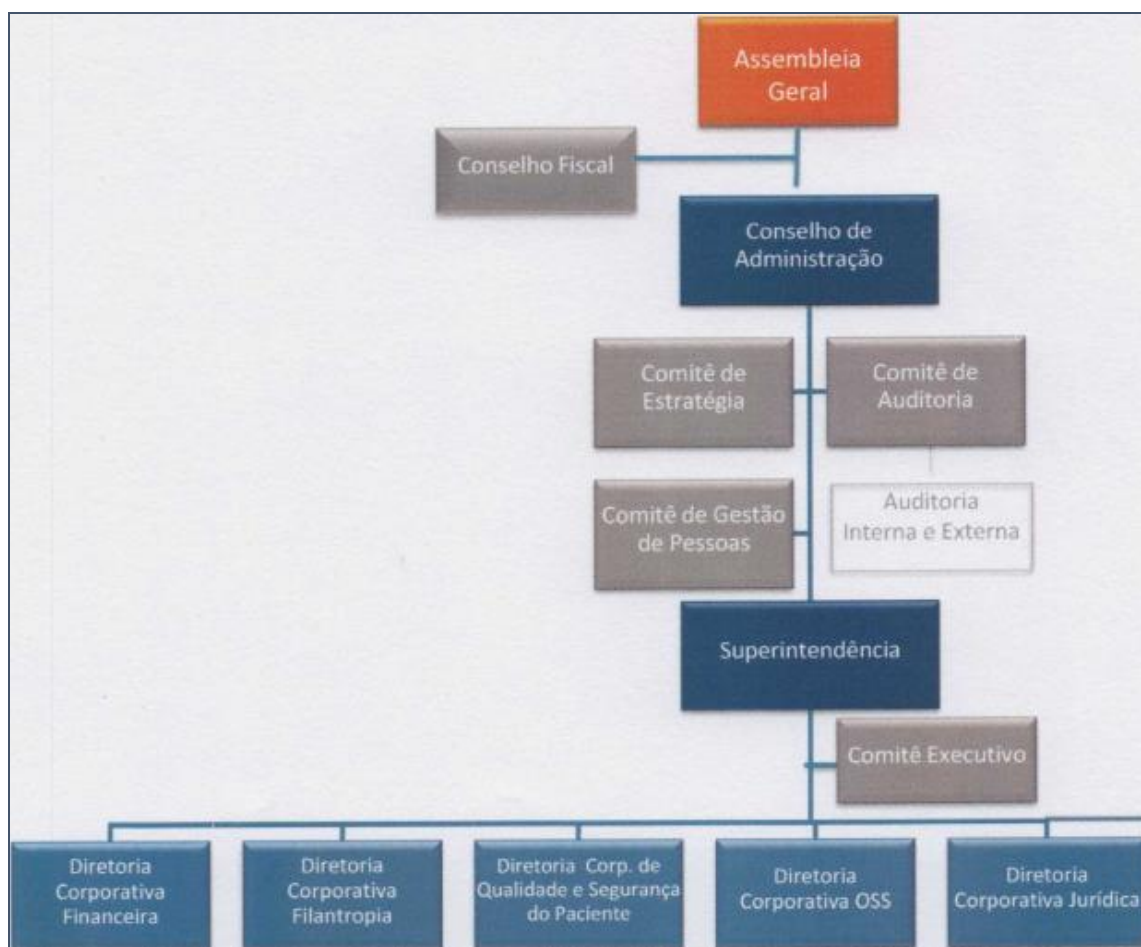 Assembleia
Geral
Conselho Fiscal
Conselho de
Administração
Comitê de
Estratégia
Comitê de
Auditoria
Comitê de Gestão
de Pessoas
Auditoria
Interna e Externa
Superintendência
Comitê Executivo
Diretoria
Corporativa
Financeira
Diretoria
Corporativa
Filantropia
Diretoria Corp. de
Qualidade e Segurança
do Paciente
Diretoria
Corporativa OSS
Diretoria
Corporativa Jurídica